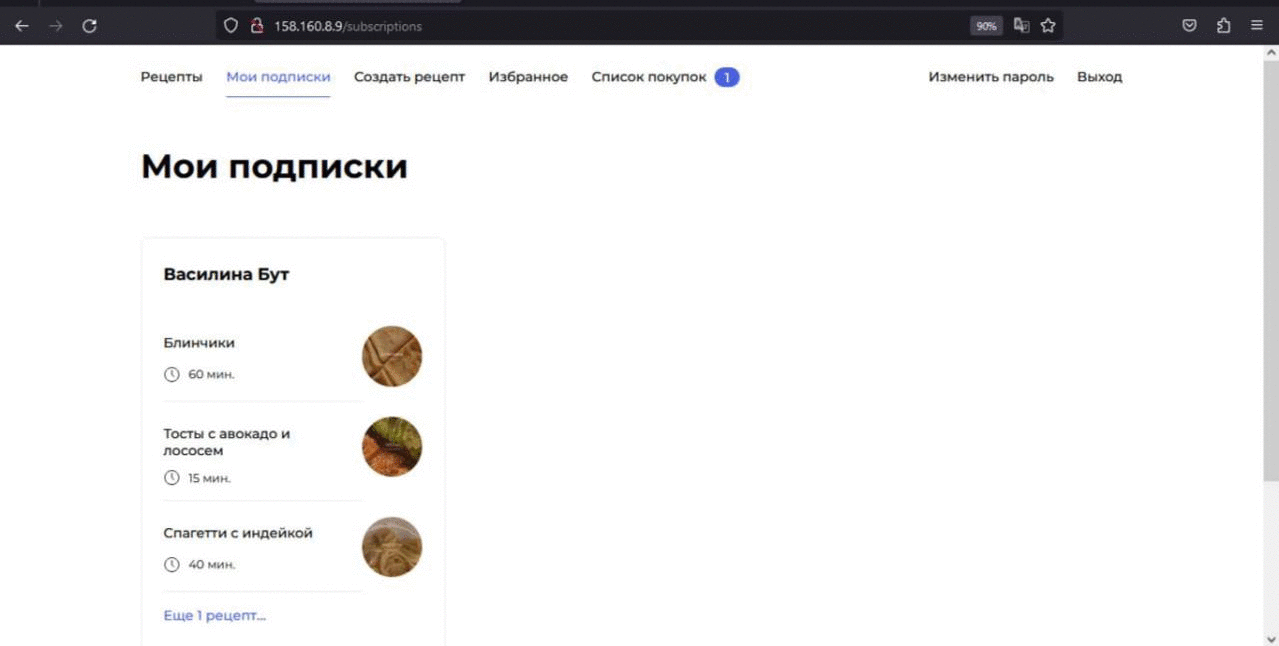 158.160.8.9/subscriptions
90%
Рецепты Мои подписки Создать рецепт Избранное Список покупок 1 Изменить пароль Выход
Мои подписки
Василина Бут
Блинчики
60 мин.
Тосты с авокадо и
лососем
15 мин.
Спагетти с индейкой
40 мин.
Еще 1 рецепт...